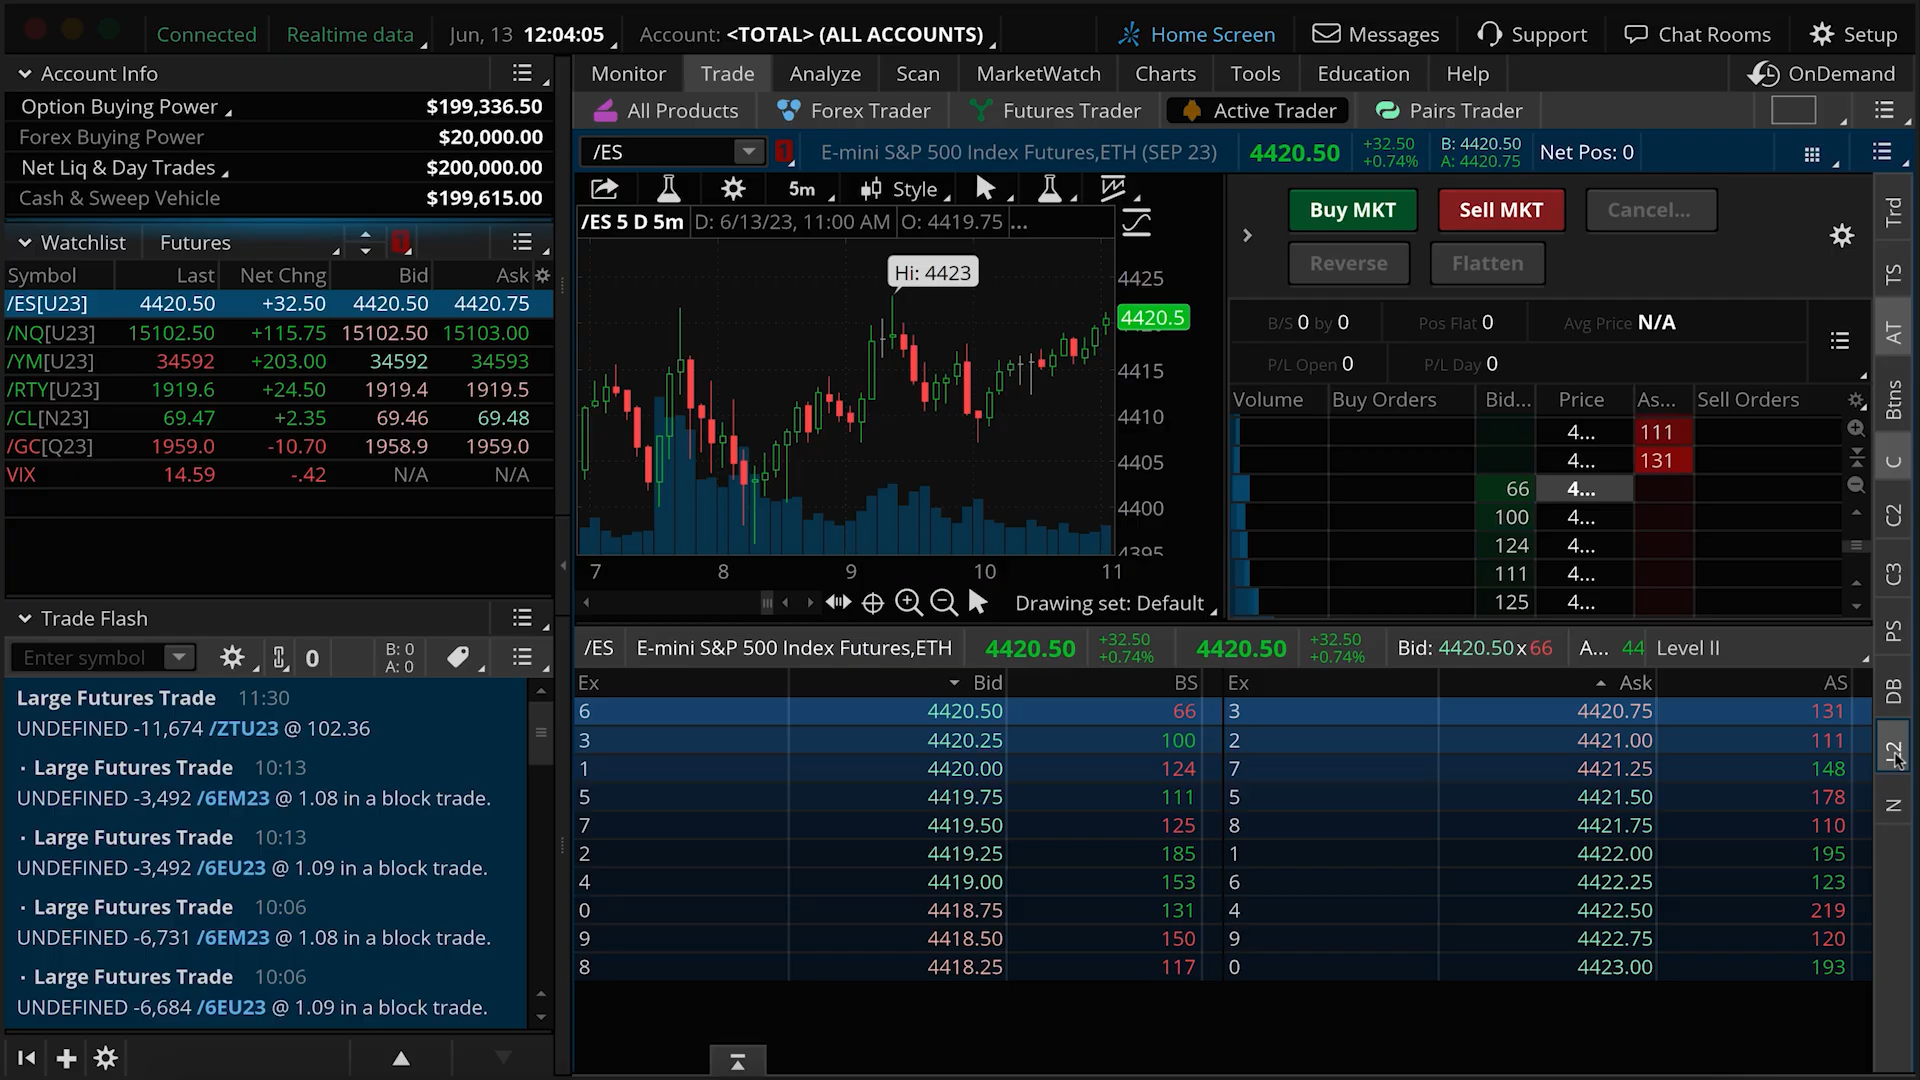 Connected Realtime data Jun, 13 12:04:05 Account: <TOTAL> (ALL ACCOUNTS) Home Screen Messages Support Chat Rooms Setup
Account Info
Option Buying Power $199,336.50
Forex Buying Power $20,000.00
Net Liq & Day Trades $200,000.00
Cash & Sweep Vehicle $199,615.00
Watchlist Futures 1
Symbol Last Net Chng Bid Ask
/ES[U23] 4420.50 +32.50 4420.50 4420.75
/NQ[U23] 15102.50 +115.75 15102.50 15103.00
/YM[U23] 34592 +203.00 34592 34593
/RTY[U23] 1919.6 +24.50 1919.4 1919.5
/CL[N23] 69.47 +2.35 69.46 69.48
/GC[Q23] 1959.0 -10.70 1958.9 1959.0
VIX 14.59 -.42 N/A N/A
Trade Flash
Enter symbol 0 B: 0
A: 0
Large Futures Trade 11:30
UNDEFINED -11,674 /ZTU23 @ 102.36
· Large Futures Trade 10:13
UNDEFINED -3,492 /6EM23 @ 1.08 in a block trade.
· Large Futures Trade 10:13
UNDEFINED -3,492 /6EU23 @ 1.09 in a block trade.
· Large Futures Trade 10:06
UNDEFINED -6,731 /6EM23 @ 1.08 in a block trade.
· Large Futures Trade 10:06
UNDEFINED -6,684 /6EU23 @ 1.09 in a block trade.
Monitor Trade Analyze Scan MarketWatch Charts Tools Education Help OnDemand
All Products Forex Trader Futures Trader Active Trader Pairs Trader
/ES 1 E-mini S&P 500 Index Futures,ETH (SEP 23) 4420.50 +32.50 B: 4420.50 Net Pos: 0
+0.74% A: 4420.75
5m Style
/ES 5 D 5m D: 6/13/23, 11:00 AM O: 4419.75 ...
Hi: 4423
4425
4420.5
4415
4410
4405
4400
4395
7 8 9 10 11
Drawing set: Default
Buy MKT Sell MKT Cancel...
Reverse Flatten
B/S 0 by 0 Pos Flat 0 Avg Price N/A
P/L Open 0 P/L Day 0
Volume Buy Orders Bid... Price As... Sell Orders
4... 111
4... 131
66 4...
100 4...
124 4...
111 4...
125 4...
/ES E-mini S&P 500 Index Futures,ETH 4420.50 +32.50 4420.50 +32.50 Bid: 4420.50x66 A... 44 Level II
+0.74% +0.74%
Ex Bid BS Ex Ask AS
6 4420.50 66 3 4420.75 131
3 4420.25 100 2 4421.00 111
1 4420.00 124 7 4421.25 148
5 4419.75 111 5 4421.50 178
7 4419.50 125 8 4421.75 110
2 4419.25 185 1 4422.00 195
4 4419.00 153 6 4422.25 123
0 4418.75 131 4 4422.50 219
9 4418.50 150 9 4422.75 120
8 4418.25 117 0 4423.00 193
Trd
TS
AT
Btns
C
C2
C3
PS
DB
N